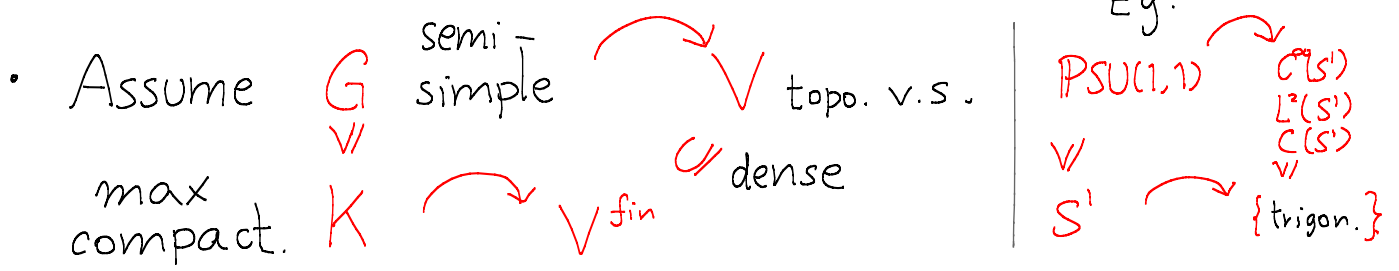 Eg.
• Assume G semi-simple ↷ V topo. v.s.
PSU(1,1) ↷ C^∞(S¹)
L²(S¹)
C(S¹)
∨/ ⊂/ dense
∨/ ∨/
max compact. K ↷ V^fin
S¹ ↷ {trigon.}